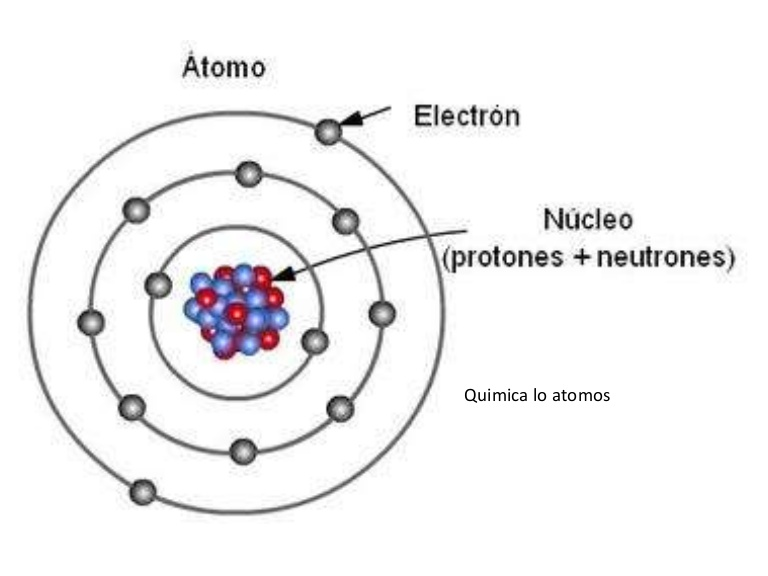 Átomo
Electrón
Núcleo
(protones + neutrones)
Quimica lo atomos